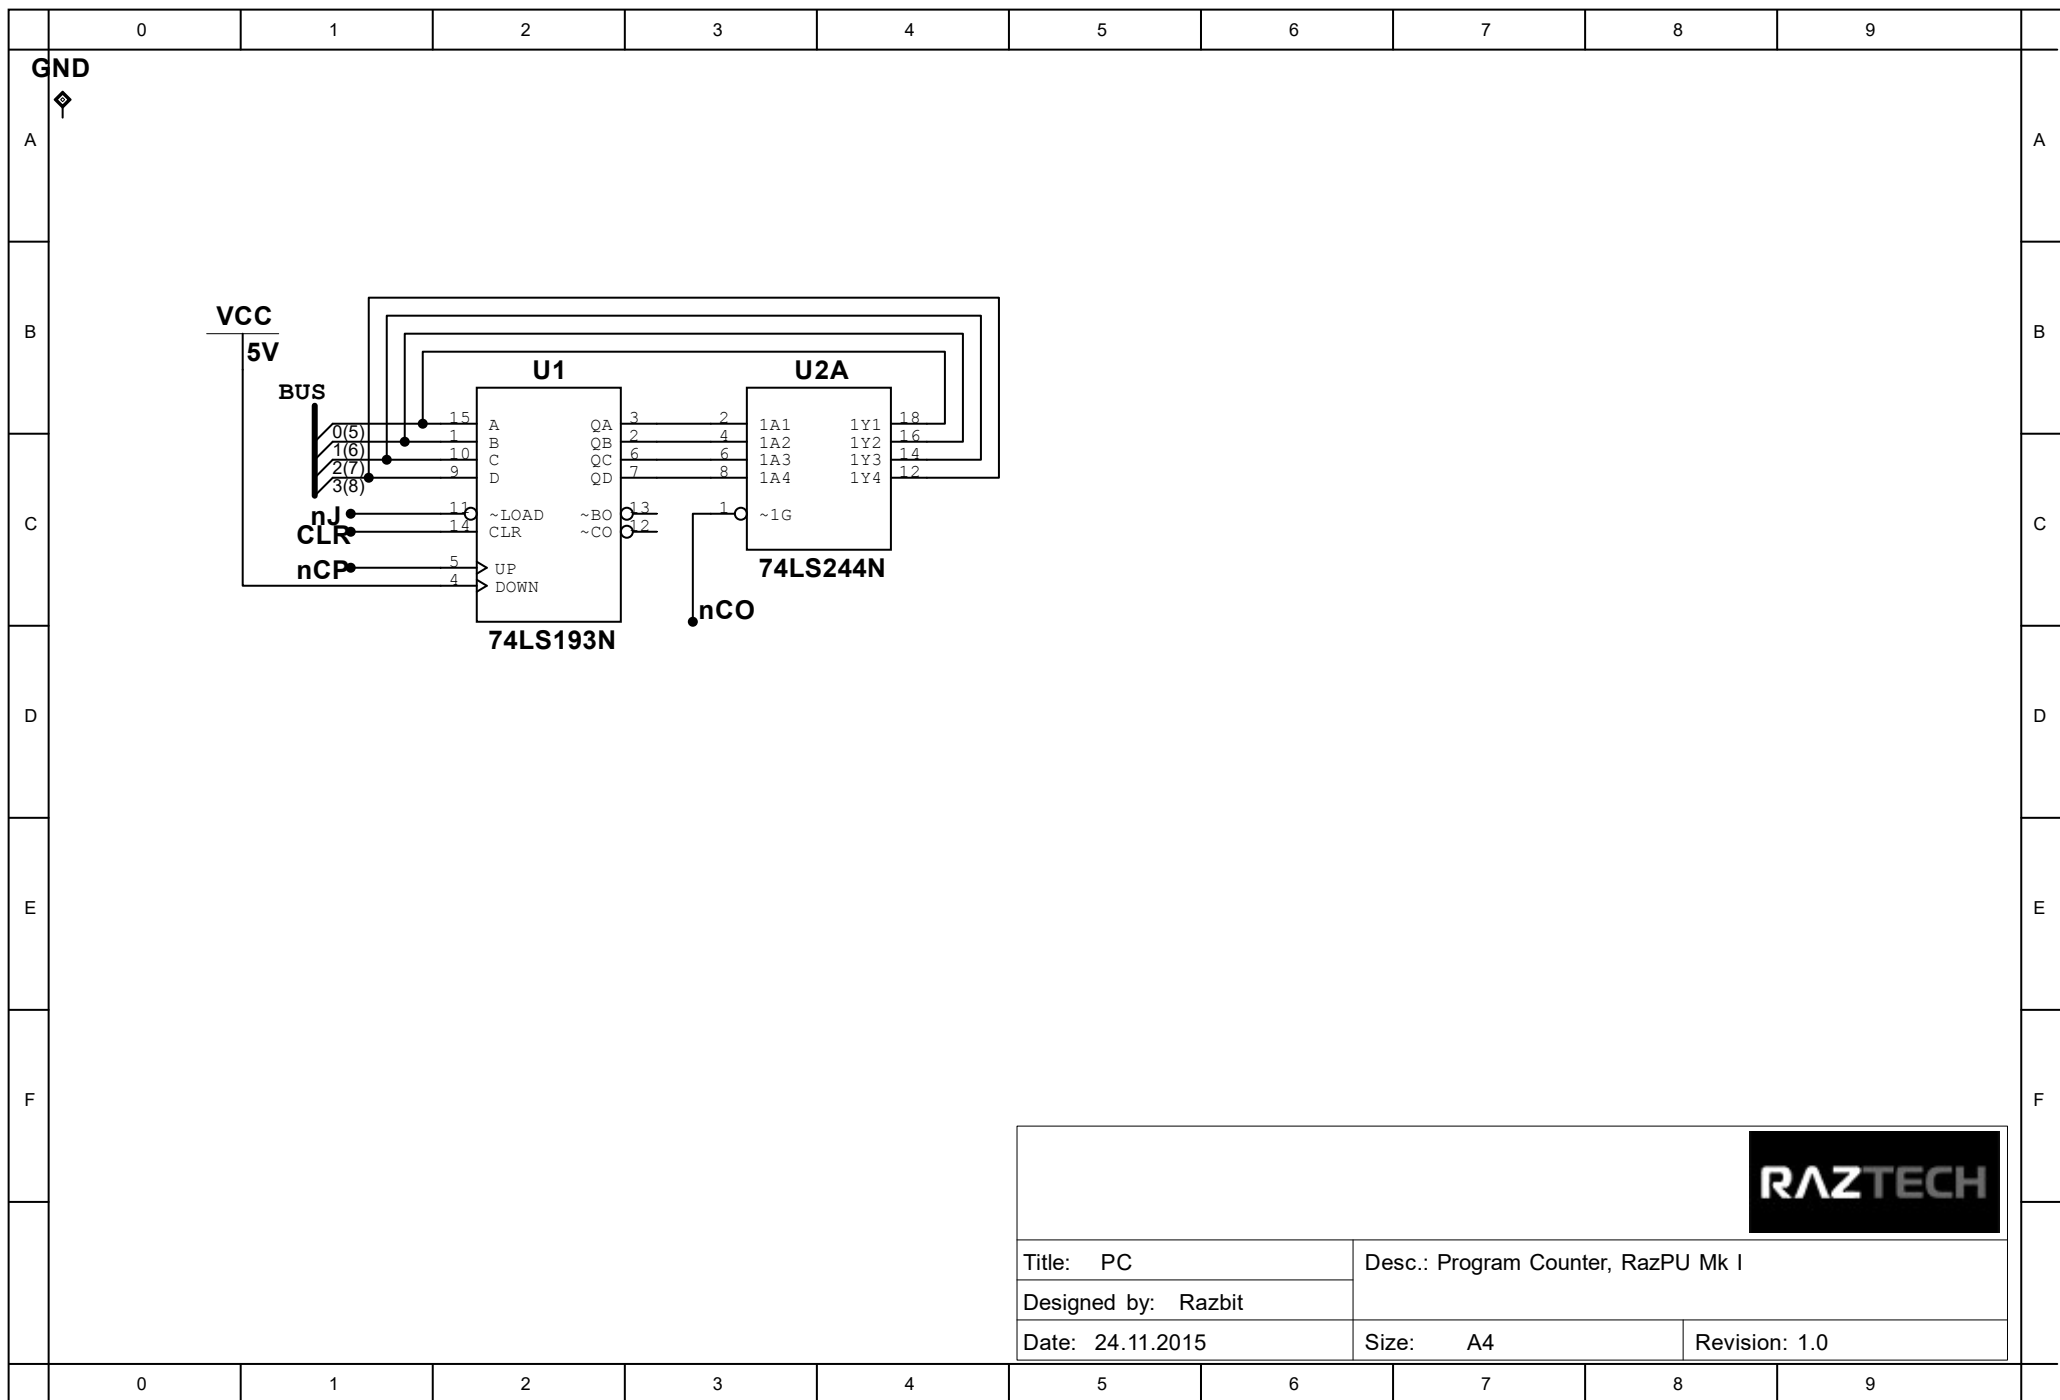 0 1 2 3 4 5 6 7 8 9
GND
A A
B B
VCC
5V
BUS
U1 U2A
15 A QA 3 2 1A1 1Y1 18
0(5)
1 B QB 2 4 1A2 1Y2 16
1(6)
10 C QC 6 6 1A3 1Y3 14
2(7)
9 D QD 7 8 1A4 1Y4 12
3(8)
nJ 11 ~LOAD ~BO 13 1 ~1G
CLR 14 CLR ~CO 12
C C
nCP 5 UP
4 DOWN
74LS244N
nCO
74LS193N
D D
E E
F F
RAZTECH
Title: PC Desc.: Program Counter, RazPU Mk I
Designed by: Razbit
Date: 24.11.2015 Size: A4 Revision: 1.0
0 1 2 3 4 5 6 7 8 9